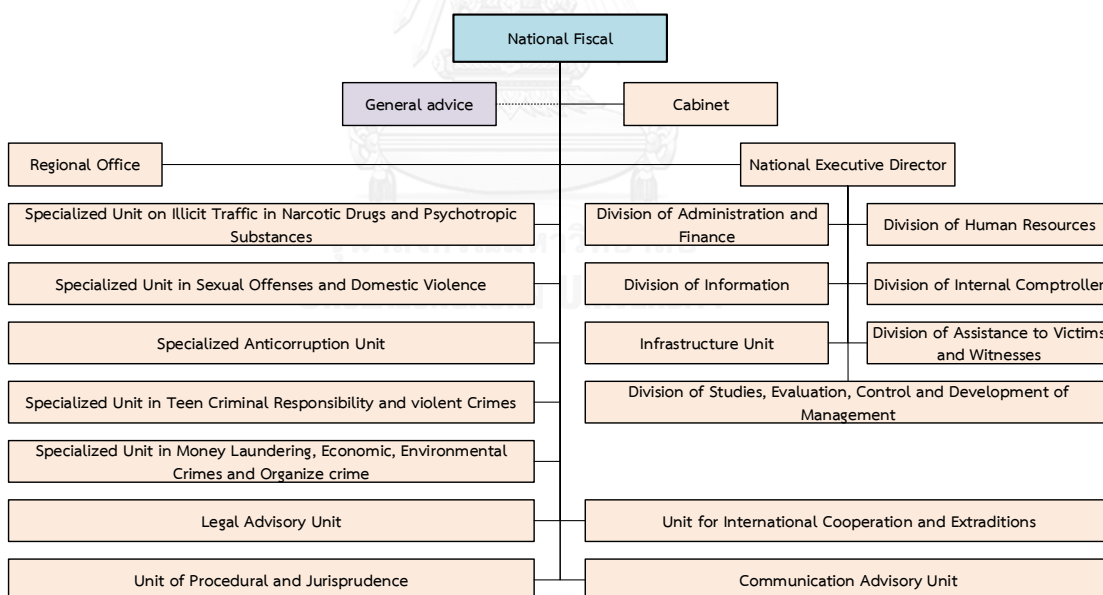 National Fiscal
General advice
Cabinet
Regional Office
National Executive Director
Specialized Unit on Illicit Traffic in Narcotic Drugs and Psychotropic
Substances
Division of Administration and
Finance
Division of Human Resources
Specialized Unit in Sexual Offenses and Domestic Violence
Division of Information
Division of Internal Comptroller
Specialized Anticorruption Unit
Infrastructure Unit
Division of Assistance to Victims
and Witnesses
Specialized Unit in Teen Criminal Responsibility and violent Crimes
Division of Studies, Evaluation, Control and Development of
Management
Specialized Unit in Money Laundering, Economic, Environmental
Crimes and Organize crime
Legal Advisory Unit
Unit for International Cooperation and Extraditions
Unit of Procedural and Jurisprudence
Communication Advisory Unit